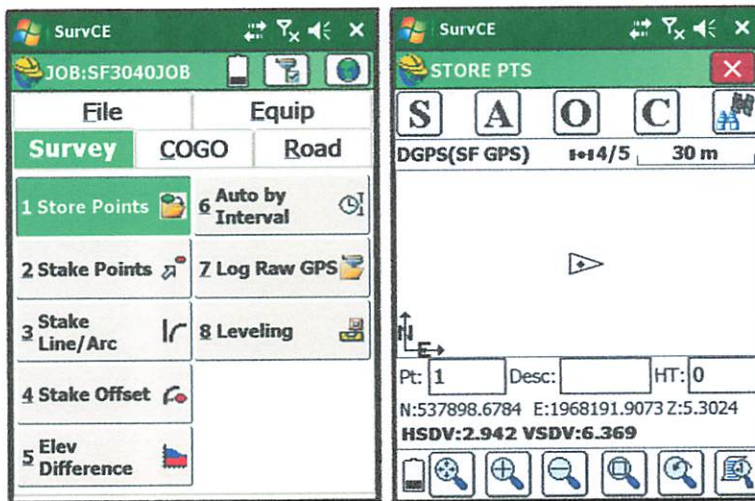 SurvCE
JOB:SF3040JOB
File Equip
Survey COGO Road
1 Store Points
6 Auto by
Interval
2 Stake Points
7 Log Raw GPS
3 Stake
Line/Arc
8 Leveling
4 Stake Offset
5 Elev
Difference
SurvCE
STORE PTS
S A O C
DGPS(SF GPS) 4/5 30 m
N
E
Pt: 1 Desc: HT: 0
N:537898.6784 E:1968191.9073 Z:5.3024
HSDV:2.942 VSDV:6.369